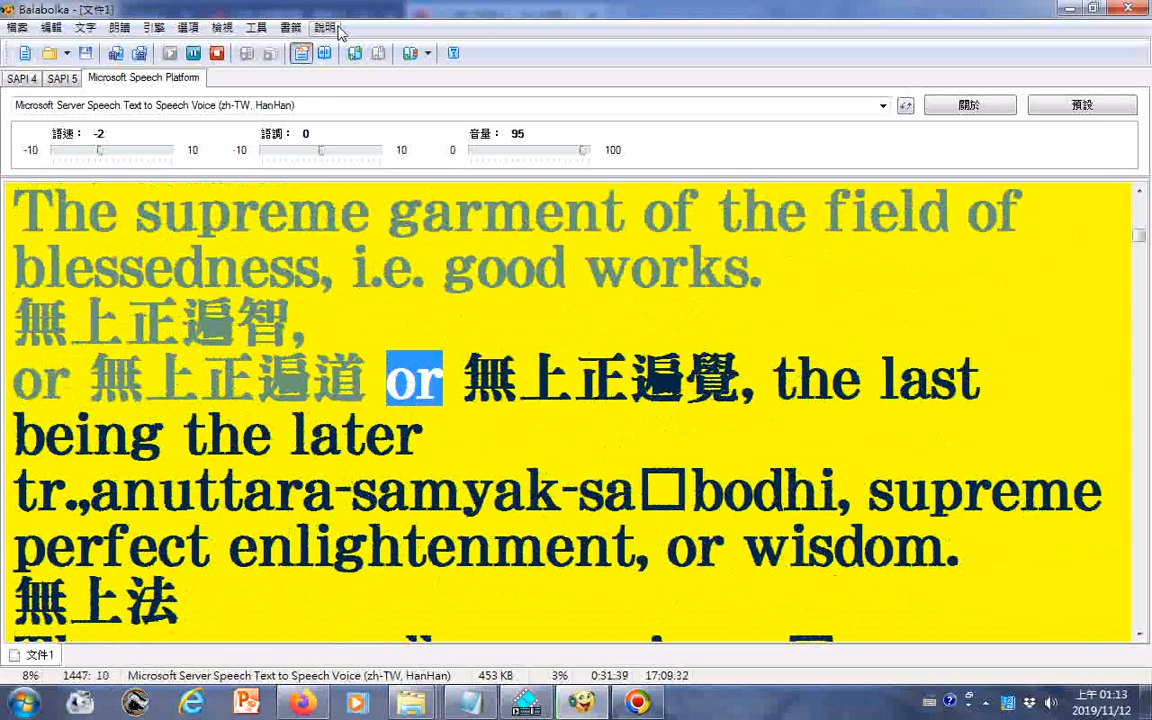 Balabolka - [文件1]
檔案 編輯 文字 朗讀 引擎 選項 檢視 工具 書籤 說明
SAPI 4 SAPI 5 Microsoft Speech Platform
Microsoft Server Speech Text to Speech Voice (zh-TW, HanHan) 關於 預設
語速： -2 語調： 0 音量： 95
-10 10 -10 10 0 100
The supreme garment of the field of
blessedness, i.e. good works.
無上正遍智,
or 無上正遍道 or 無上正遍覺, the last
being the later
tr.,anuttara-samyak-sa□bodhi, supreme
perfect enlightenment, or wisdom.
無上法
文件1
8% 1447: 10 Microsoft Server Speech Text to Speech Voice (zh-TW, HanHan) 453 KB 3% 0:31:39 17:09.32
上午 01:13
2019/11/12